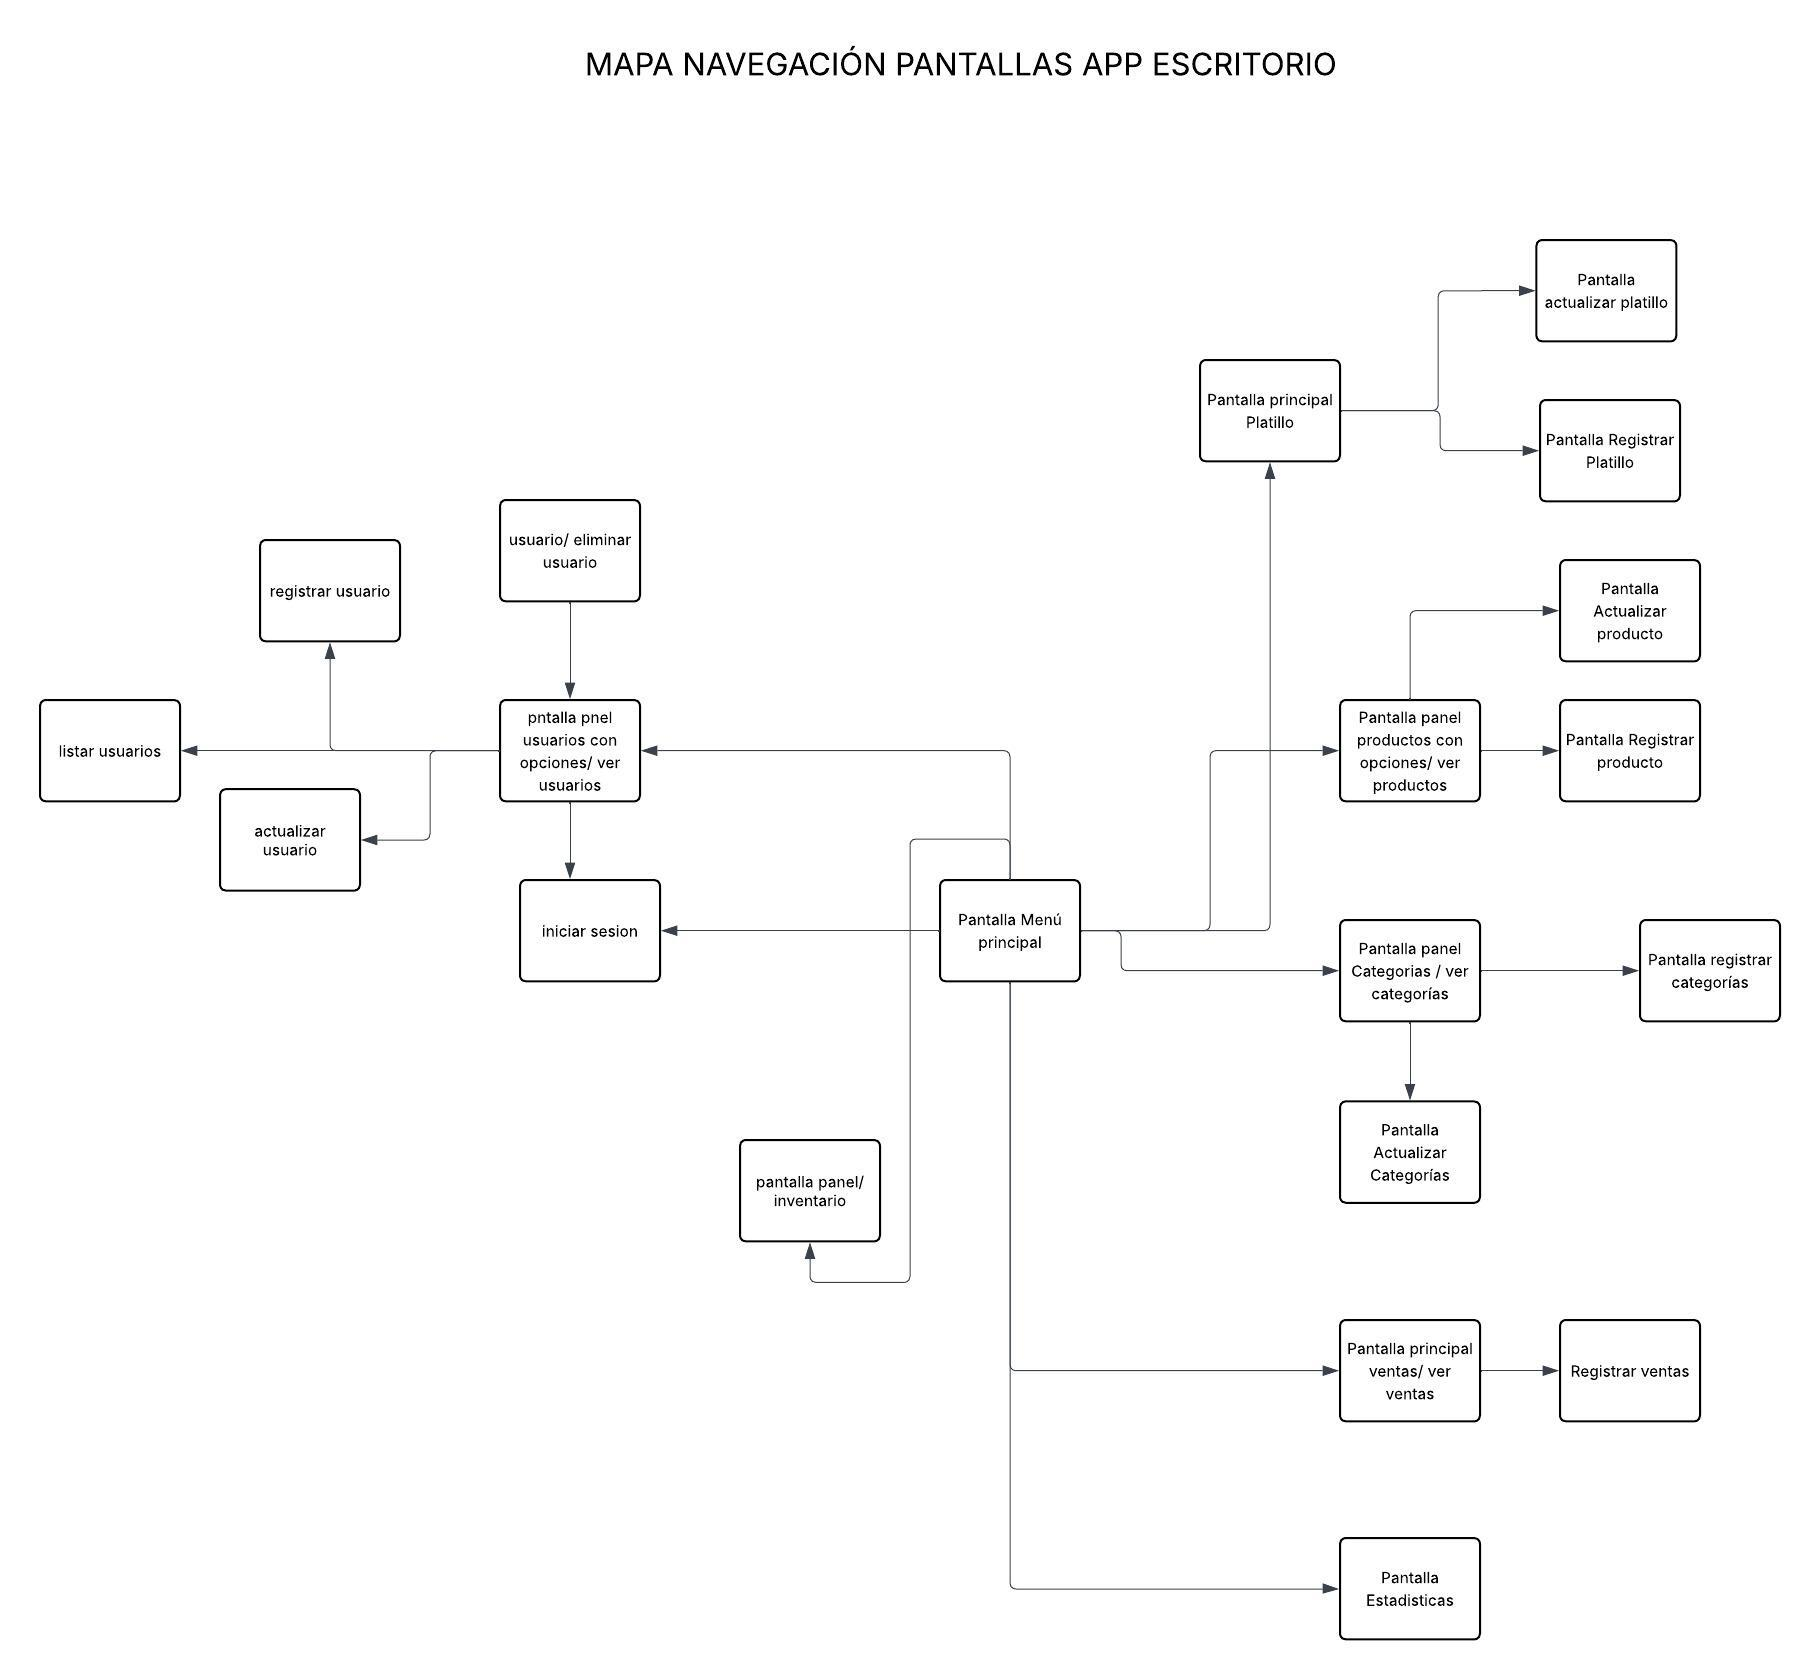 MAPA NAVEGACIÓN PANTALLAS APP ESCRITORIO
Pantalla
actualizar platillo
Pantalla principal
Platillo
Pantalla Registrar
Platillo
usuario/ eliminar
usuario
registrar usuario
Pantalla
Actualizar
producto
listar usuarios
pntalla pnel
usuarios con
opciones/ ver
usuarios
Pantalla panel
productos con
opciones/ ver
productos
Pantalla Registrar
producto
actualizar
usuario
iniciar sesion
Pantalla Menú
principal
Pantalla panel
Categorias / ver
categorías
Pantalla registrar
categorías
Pantalla
Actualizar
Categorías
pantalla panel/
inventario
Pantalla principal
ventas/ ver
ventas
Registrar ventas
Pantalla
Estadisticas